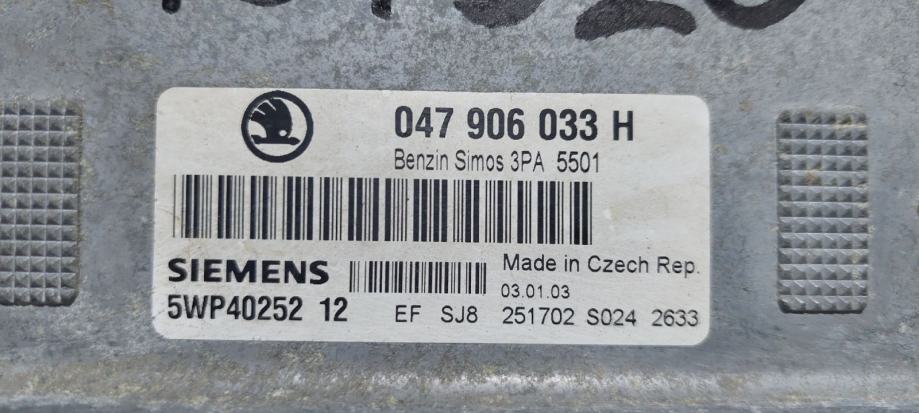 047 906 033 H
Benzin Simos 3PA 5501
SIEMENS
Made in Czech Rep.
03.01.03
5WP40252 12
EF SJ8 251702 S024 2633